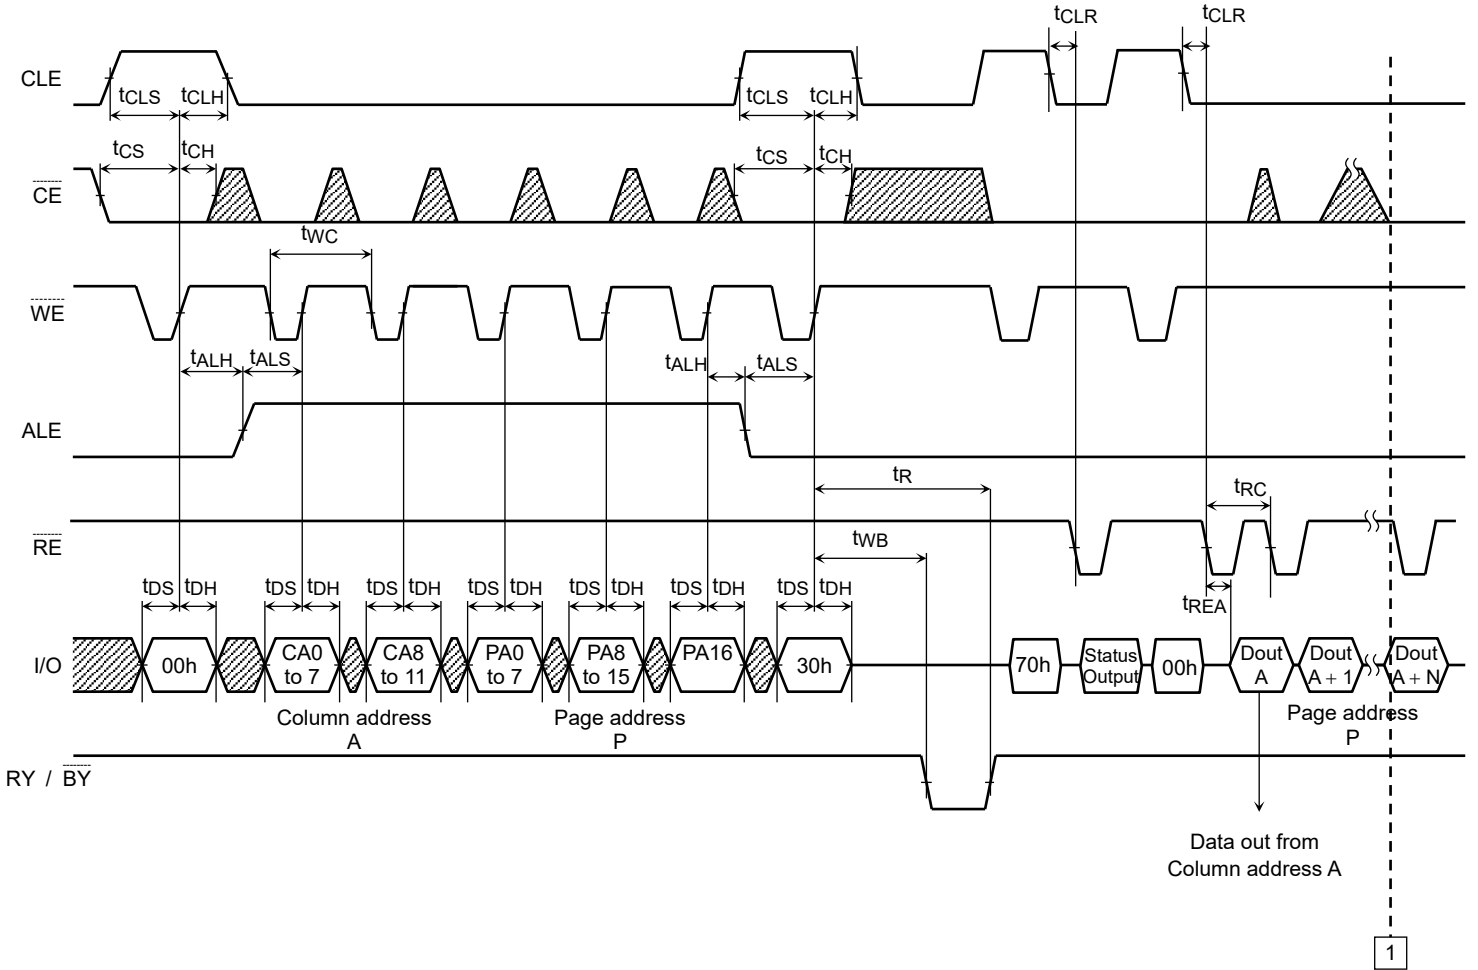 tCLR tCLR
CLE
tCLS tCLH tCLS tCLH
tCS tCH tCS tCH
CE
tWC
WE
tALH tALS tALH tALS
ALE
tR
tRC
RE
tWB
tDS tDH tDS tDH tDS tDH tDS tDH tDS tDH tDS tDH tDS tDH
tREA
I/O
00h
CA0
to 7
CA8
to 11
PA0
to 7
PA8
to 15
PA16
30h
70h
Status
Output
00h
Dout
A
Dout
A + 1
Dout
A + N
Column address
A
Page address
P
Page address
P
RY / BY
Data out from
Column address A
1